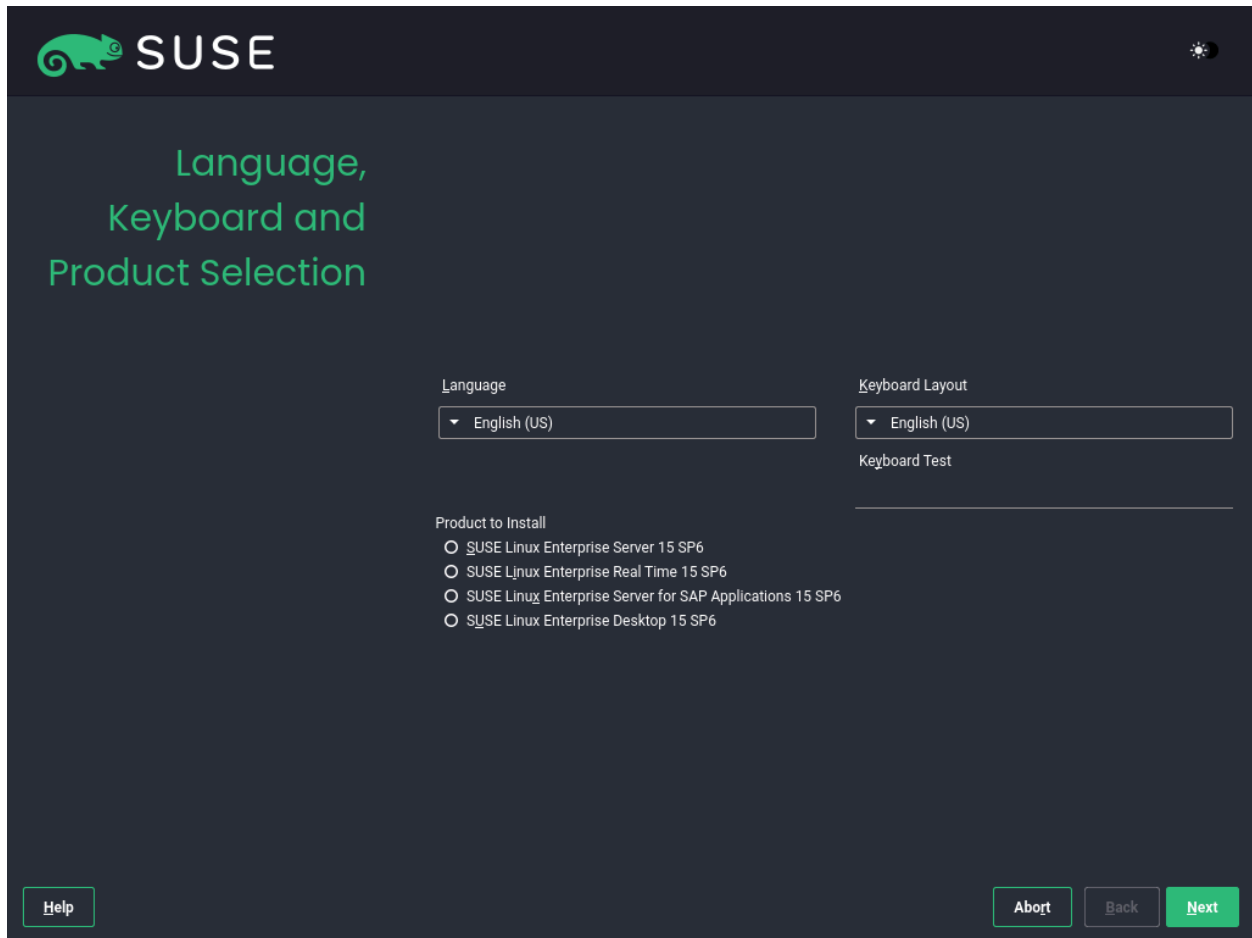 SUSE
Language,
Keyboard and
Product Selection
Language
Keyboard Layout
English (US)
English (US)
Keyboard Test
Product to Install
SUSE Linux Enterprise Server 15 SP6
SUSE Linux Enterprise Real Time 15 SP6
SUSE Linux Enterprise Server for SAP Applications 15 SP6
SUSE Linux Enterprise Desktop 15 SP6
Help
Abort
Back
Next